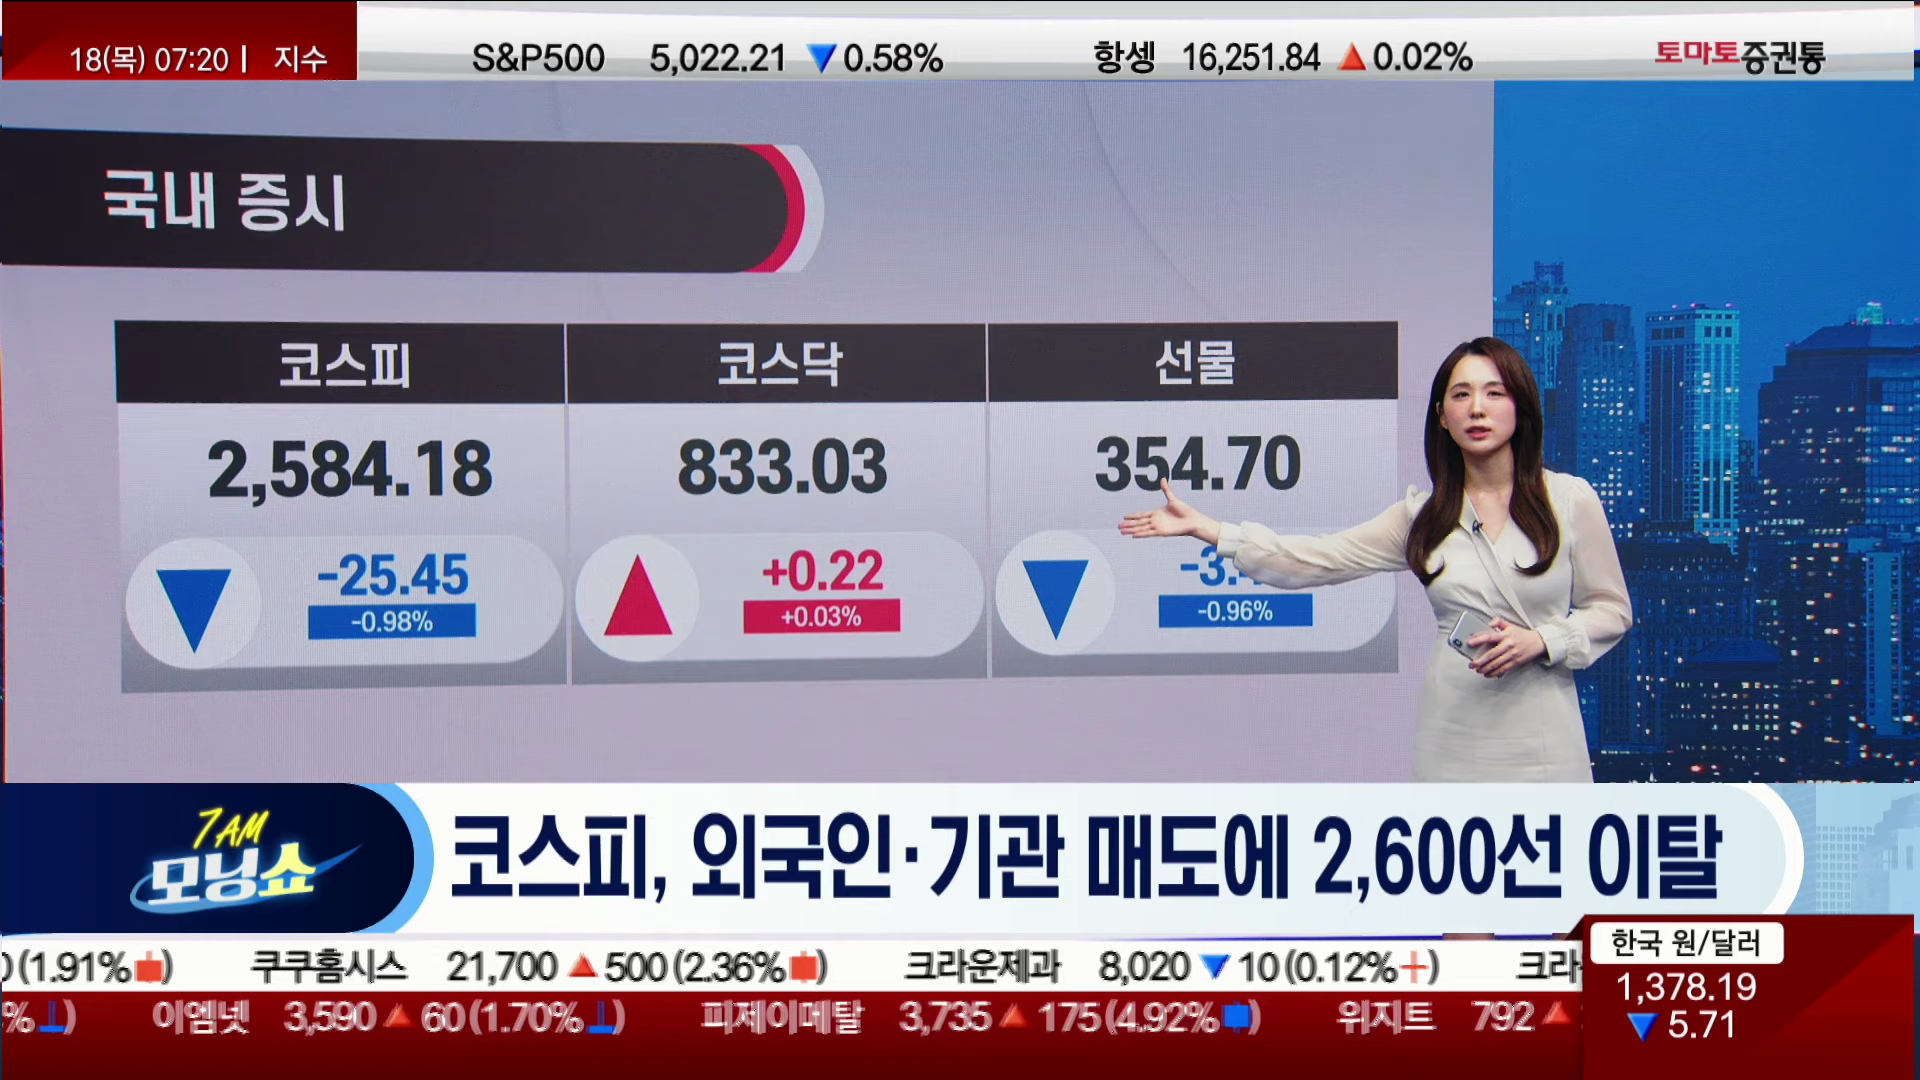 18(목) 07:20 | 지수
S&P500 5,022.21 ▼ 0.58%
항셍 16,251.84 ▲ 0.02%
토마토증권통
국내 증시
코스피 코스닥 선물
2,584.18 833.03 354.70
-25.45 +0.22 -3.
-0.98% +0.03% -0.96%
7AM
모닝쇼
코스피, 외국인·기관 매도에 2,600선 이탈
(1.91%) 쿠쿠홈시스 21,700 ▲ 500 (2.36%) 크라운제과 8,020 ▼ 10 (0.12%) 크라
%) 이엠넷 3,590 ▲ 60 (1.70%) 피제이메탈 3,735 ▲ 175 (4.92%) 위지트 792 ▲
한국 원/달러
1,378.19
▼ 5.71